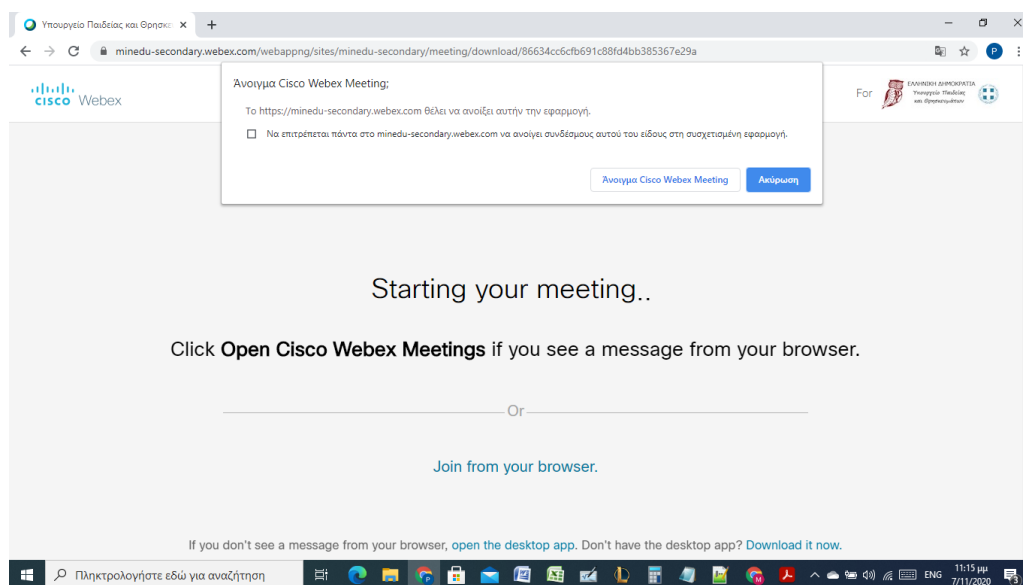 Υπουργείο Παιδείας και Θρησκε
minedu-secondary.webex.com/webappng/sites/minedu-secondary/meeting/download/86634cc6cfb691c88fd4bb385367e29a
P
CISCO Webex
Άνοιγμα Cisco Webex Meeting;
Το https://minedu-secondary.webex.com θέλει να ανοίξει αυτήν την εφαρμογή.
Να επιτρέπεται πάντα στο minedu-secondary.webex.com να ανοίγει συνδέσμους αυτού του είδους στη συσχετισμένη εφαρμογή.
Άνοιγμα Cisco Webex Meeting
Ακύρωση
For
ΕΛΛΗΝΙΚΗ ΔΗΜΟΚΡΑΤΙΑ
Υπουργείο Παιδείας
και Θρησκευμάτων
Starting your meeting..
Click Open Cisco Webex Meetings if you see a message from your browser.
Or
Join from your browser.
If you don't see a message from your browser, open the desktop app. Don't have the desktop app? Download it now.
Πληκτρολογήστε εδώ για αναζήτηση
ENG
11:15 μμ
7/11/2020